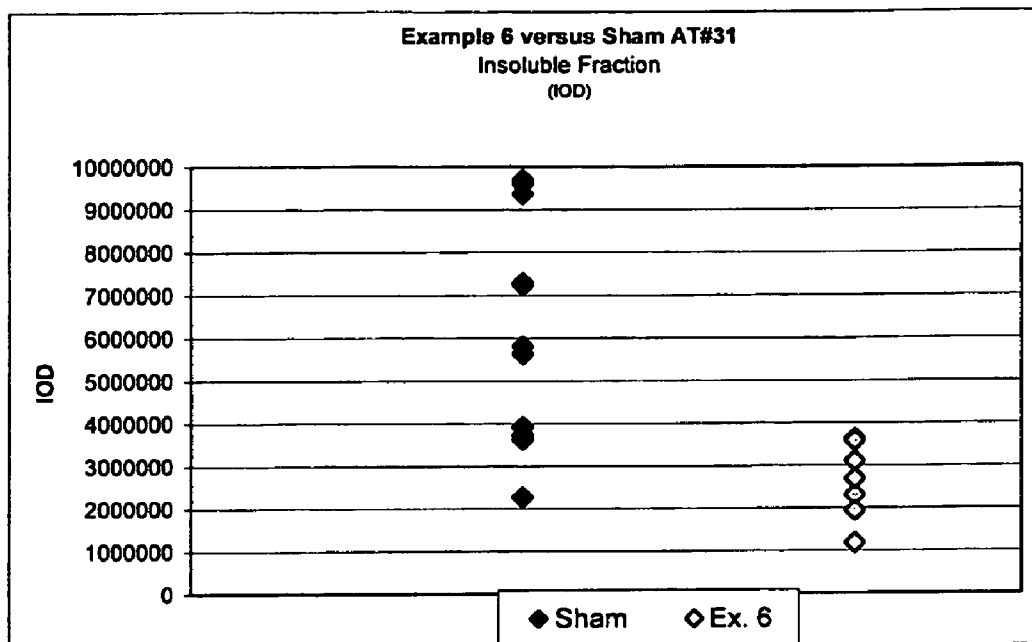 Example 6 versus Sham AT#31
Insoluble Fraction
(IOD)
10000000
9000000
8000000
7000000
6000000
5000000
4000000
3000000
2000000
1000000
0
IOD
Sham Ex. 6